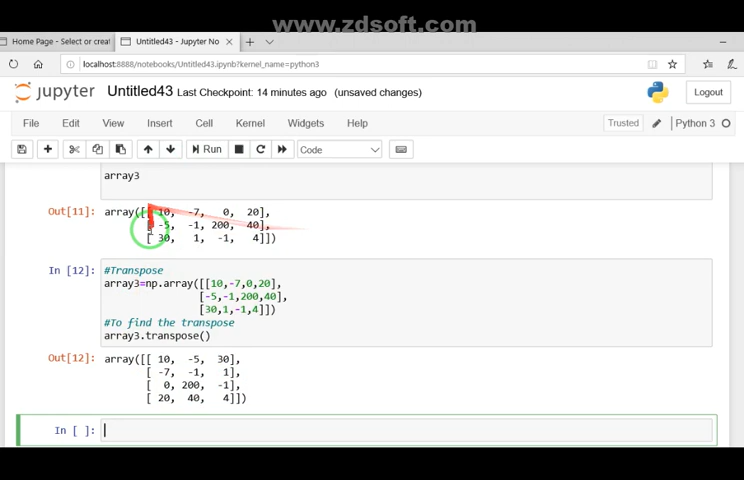 www.zdsoft.com
Home Page - Select or creat
Untitled43 - Jupyter No
localhost:8888/notebooks/Untitled43.ipynb?kernel_name=python3
jupyter Untitled43 Last Checkpoint: 14 minutes ago (unsaved changes)
Logout
File Edit View Insert Cell Kernel Widgets Help
Trusted Python 3
Run Code
array3
Out[11]: array([[ 10, -7, 0, 20],
[ -5, -1, 200, 40],
[ 30, 1, -1, 4]])
In [12]: #Transpose
array3=np.array([[10,-7,0,20],
[-5,-1,200,40],
[30,1,-1,4]])
#To find the transpose
array3.transpose()
Out[12]: array([[ 10, -5, 30],
[ -7, -1, 1],
[ 0, 200, -1],
[ 20, 40, 4]])
In [ ]: